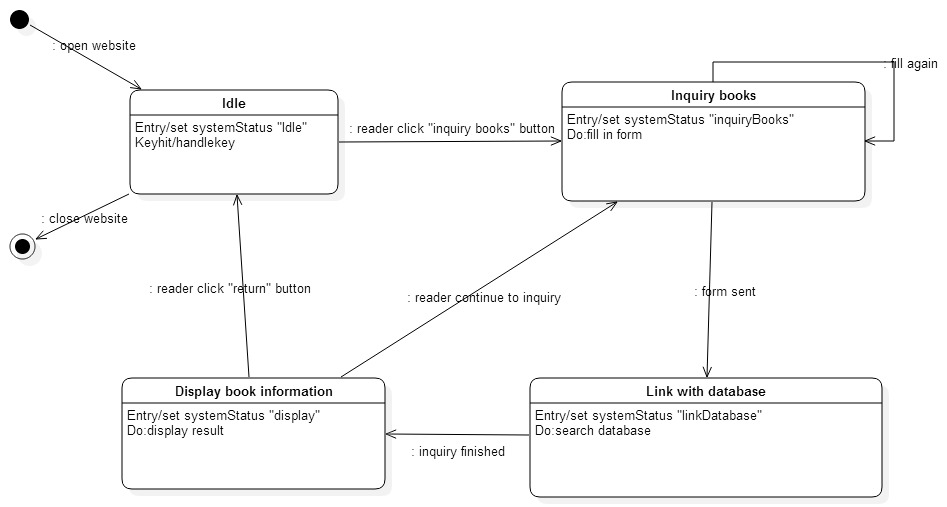 : open website
Idle
Entry/set systemStatus "Idle"
Keyhit/handlekey
: reader click "inquiry books" button
Inquiry books
Entry/set systemStatus "inquiryBooks"
Do:fill in form
: fill again
: close website
: reader click "return" button
: reader continue to inquiry
: form sent
Display book information
Entry/set systemStatus "display"
Do:display result
: inquiry finished
Link with database
Entry/set systemStatus "linkDatabase"
Do:search database